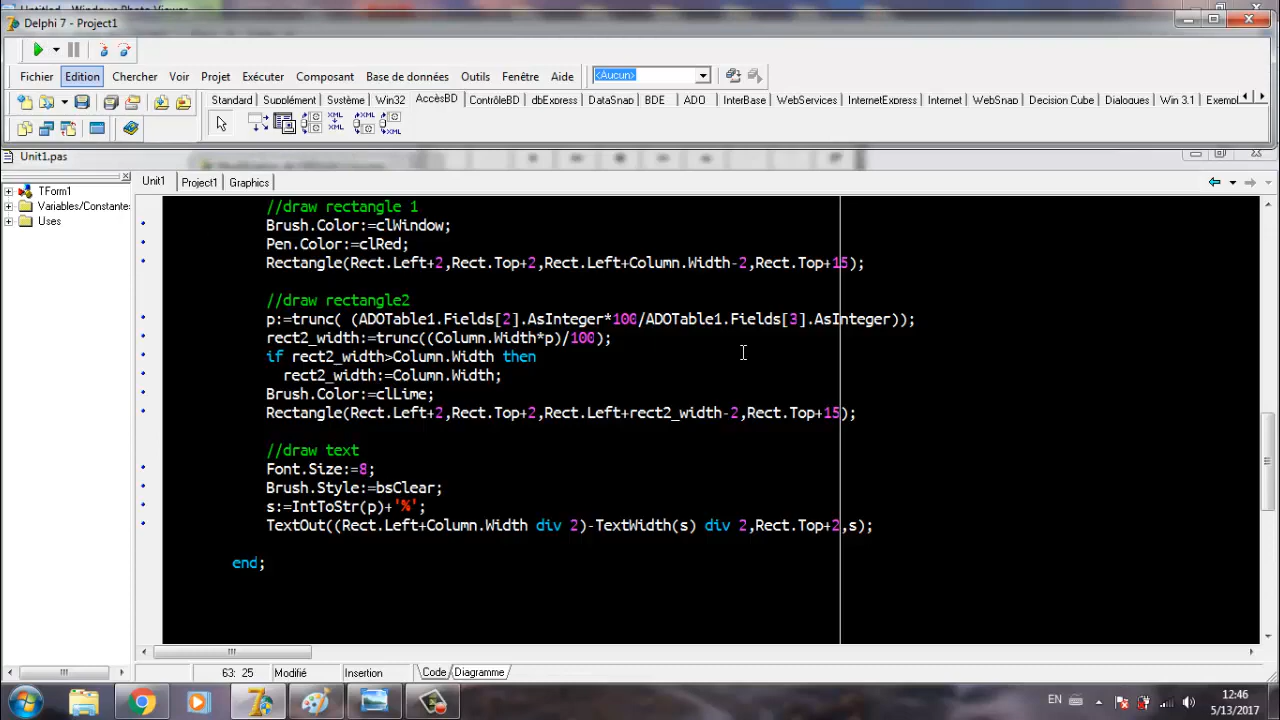 Delphi 7 - Project1
Fichier Edition Chercher Voir Projet Exécuter Composant Base de données Outils Fenêtre Aide <Aucun>
Standard Supplément Système Win32 AccèsBD ContrôleBD dbExpress DataSnap BDE ADO InterBase WebServices InternetExpress Internet WebSnap Decision Cube Dialogues Win 3.1 Exempl
Unit1.pas
Unit1 Project1 Graphics
TForm1
Variables/Constante:
Uses
//draw rectangle 1
Brush.Color:=clWindow;
Pen.Color:=clRed;
Rectangle(Rect.Left+2,Rect.Top+2,Rect.Left+Column.Width-2,Rect.Top+15);
//draw rectangle2
p:=trunc( (ADOTable1.Fields[2].AsInteger*100/ADOTable1.Fields[3].AsInteger));
rect2_width:=trunc((Column.Width*p)/100);
if rect2_width>Column.Width then
rect2_width:=Column.Width;
Brush.Color:=clLime;
Rectangle(Rect.Left+2,Rect.Top+2,Rect.Left+rect2_width-2,Rect.Top+15);
//draw text
Font.Size:=8;
Brush.Style:=bsClear;
s:=IntToStr(p)+'%';
TextOut((Rect.Left+Column.Width div 2)-TextWidth(s) div 2,Rect.Top+2,s);
end;
63: 25 Modifié Insertion Code Diagramme
EN 12:46
5/13/2017